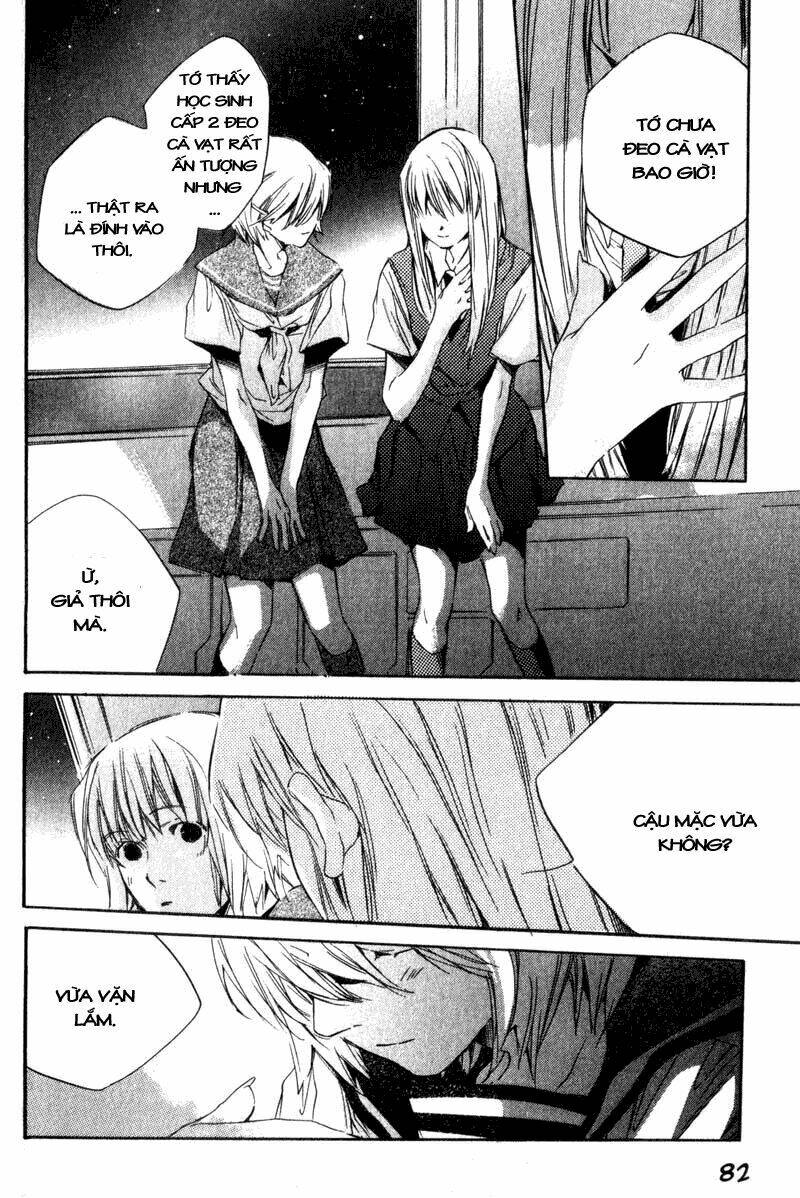 TỚ CHƯA
ĐEO CÀ VẠT
BAO GIỜ!
TỚ THẤY
HỌC SINH
CẤP 2 ĐEO
CÀ VẠT RẤT
ẤN TƯỢNG
NHƯNG
...
... THẬT RA
LÀ ĐÍNH VÀO
THÔI.
Ừ,
GIẢ THÔI
MÀ.
CẬU MẶC VỪA
KHÔNG?
VỪA VẶN
LẮM.
82